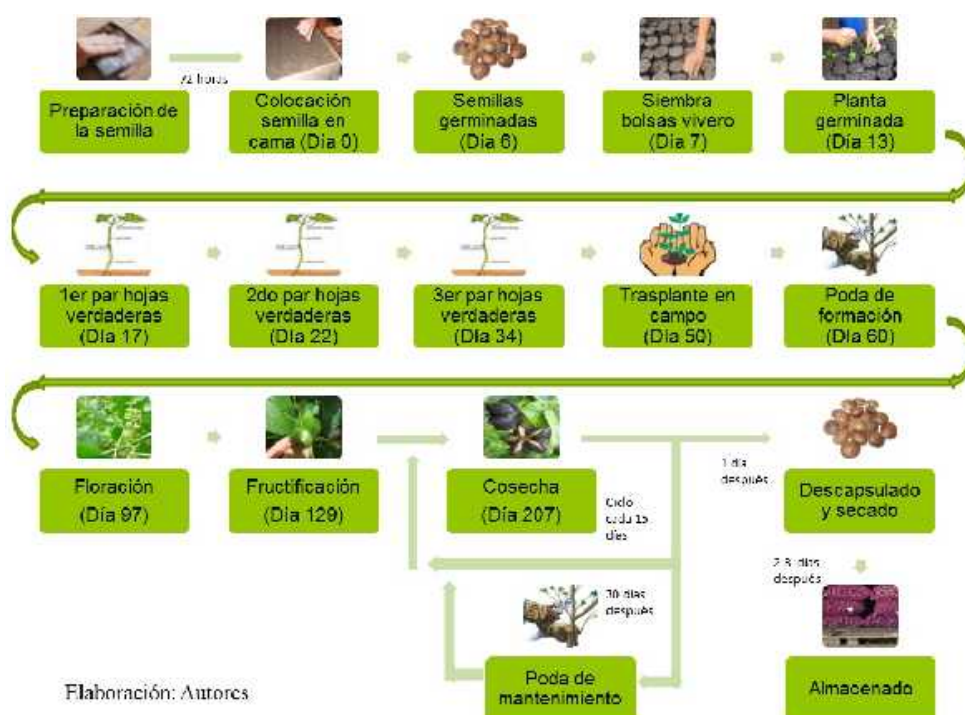 72 horas
Preparación de
la semilla
Colocación
semilla en
cama (Día 0)
Semillas
germinadas
(Día 6)
Siembra
bolsas vivero
(Día 7)
Planta
germinada
(Día 13)
1er par hojas
verdaderas
(Día 17)
2do par hojas
verdaderas
(Día 22)
3er par hojas
verdaderas
(Día 34)
Trasplante en
campo
(Día 50)
Poda de
formación
(Día 60)
Floración
(Día 97)
Fructificación
(Día 129)
Cosecha
(Día 207)
Ciclo
cada 15
días
1 día
después
Descapsulado
y secado
días
después
30 días
después
Poda de
mantenimiento
Almacenado
Elaboración: Autores